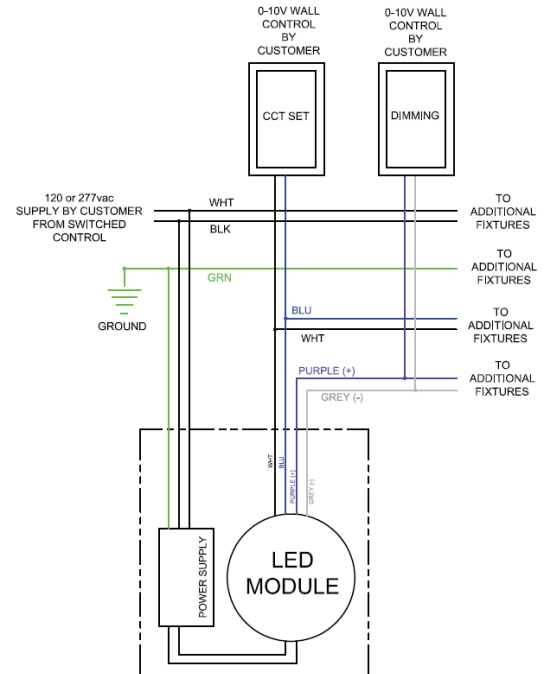 0-10V WALL
CONTROL
BY
CUSTOMER
0-10V WALL
CONTROL
BY
CUSTOMER
CCT SET
DIMMING
120 or 277vac
SUPPLY BY CUSTOMER
FROM SWITCHED
CONTROL
WHT
BLK
TO
ADDITIONAL
FIXTURES
GRN
TO
ADDITIONAL
FIXTURES
GROUND
BLU
WHT
TO
ADDITIONAL
FIXTURES
PURPLE (+)
GREY (-)
TO
ADDITIONAL
FIXTURES
WHT
BLU
PURPLE (+)
GREY (-)
POWER SUPPLY
LED
MODULE